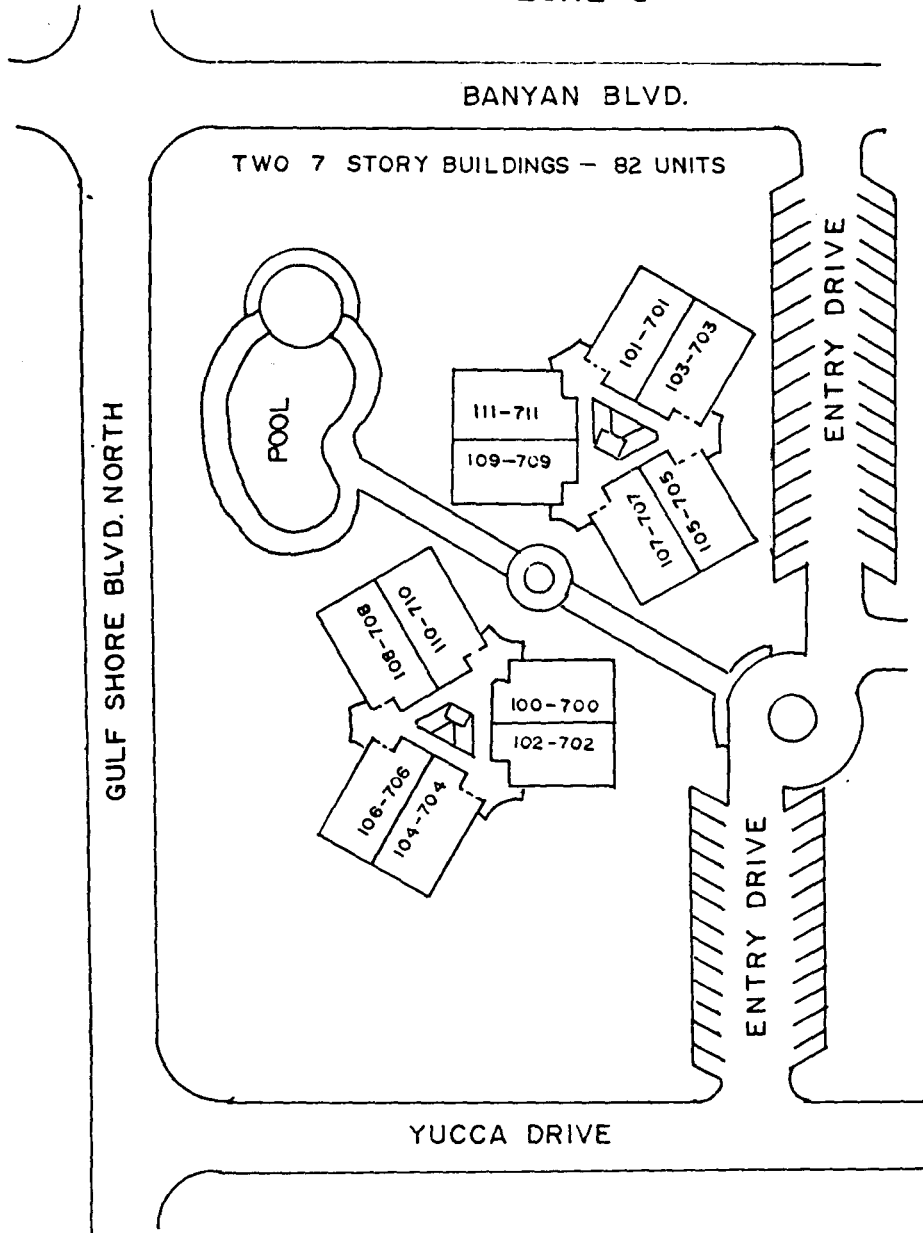 BANYAN BLVD.
TWO 7 STORY BUILDINGS – 82 UNITS
ENTRY DRIVE
101-701
103-703
111-711
109-709
105-705
107-707
POOL
GULF SHORE BLVD. NORTH
110-710
108-708
100-700
102-702
106-706
104-704
ENTRY DRIVE
YUCCA DRIVE